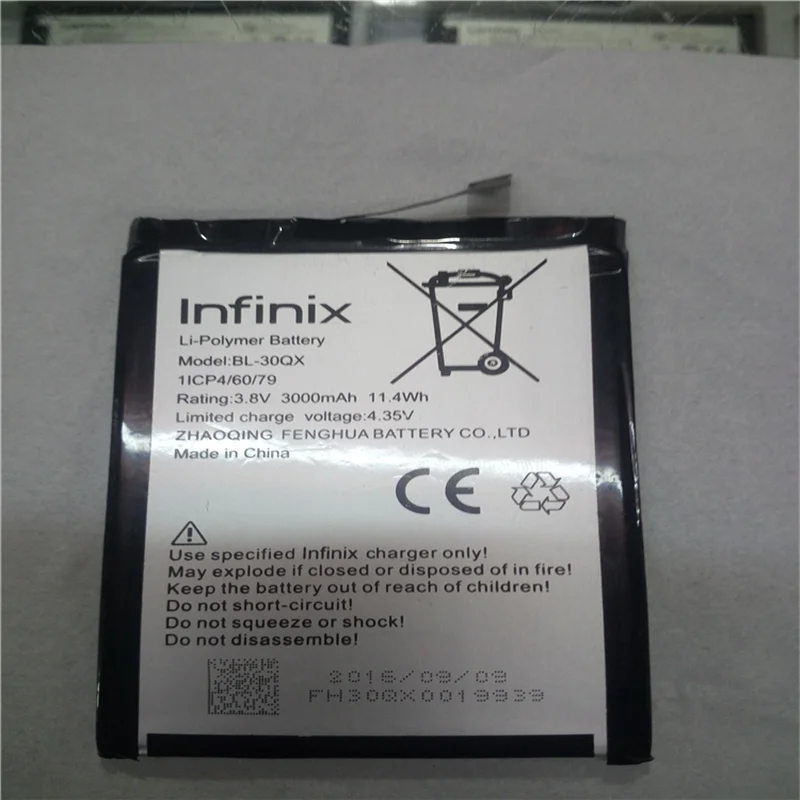 Infinix
Li-Polymer Battery
Model:BL-30QX
1ICP4/60/79
Rating:3.8V 3000mAh 11.4Wh
Limited charge voltage:4.35V
ZHAOQING FENGHUA BATTERY CO.,LTD
Made in China
CE
Use specified Infinix charger only!
May explode if closed or disposed of in fire!
Keep the battery out of reach of children!
Do not short-circuit!
Do not squeeze or shock!
Do not disassemble!
2016/09/09
FH30QX0019939